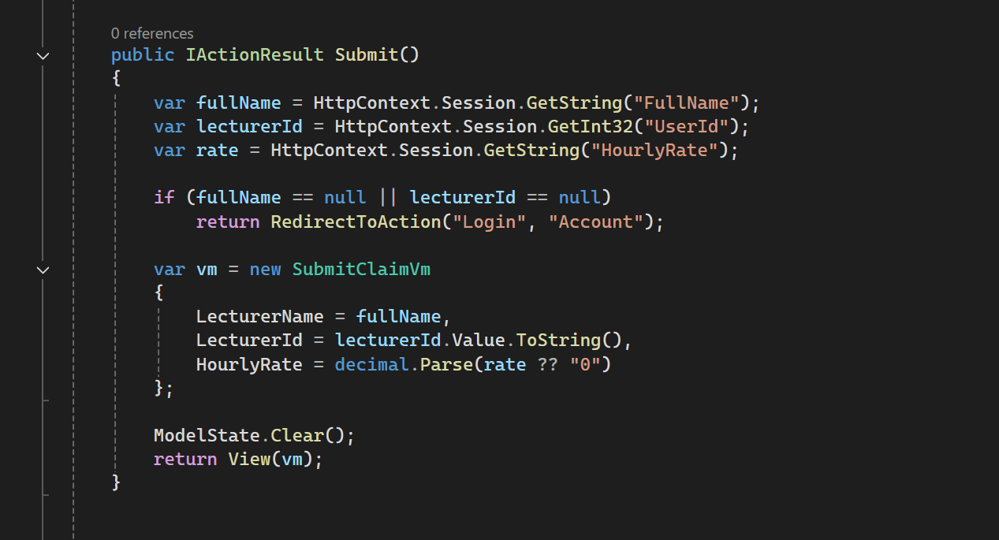 0 references
public IActionResult Submit()
{
    var fullName = HttpContext.Session.GetString("FullName");
    var lecturerId = HttpContext.Session.GetInt32("UserId");
    var rate = HttpContext.Session.GetString("HourlyRate");

    if (fullName == null || lecturerId == null)
        return RedirectToAction("Login", "Account");

    var vm = new SubmitClaimVm
    {
        LecturerName = fullName,
        LecturerId = lecturerId.Value.ToString(),
        HourlyRate = decimal.Parse(rate ?? "0")
    };

    ModelState.Clear();
    return View(vm);
}